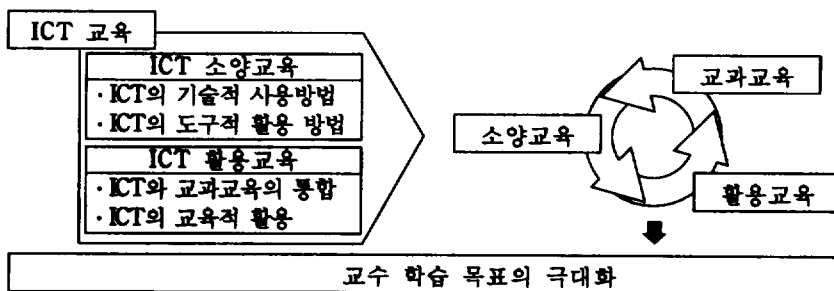 ICT 교육
ICT 소양교육
· ICT의 기술적 사용방법
· ICT의 도구적 활용 방법
ICT 활용교육
· ICT와 교과교육의 통합
· ICT의 교육적 활용
교과교육
소양교육
활용교육
교수 학습 목표의 극대화